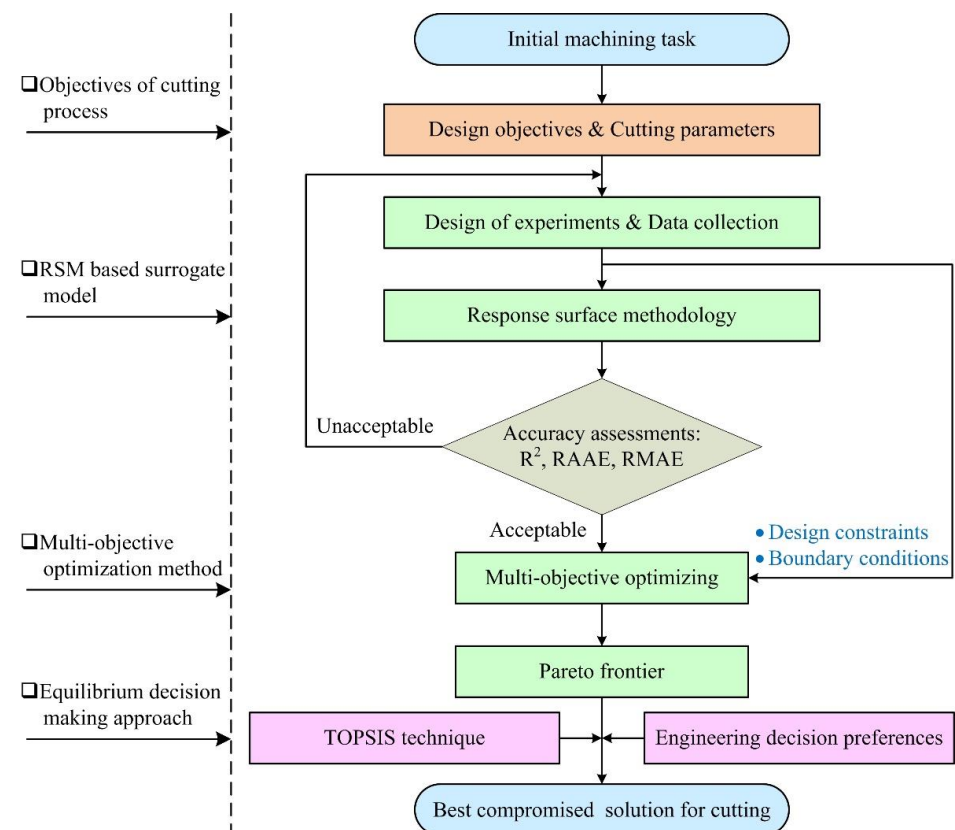 Initial machining task
❑Objectives of cutting
process
Design objectives & Cutting parameters
Design of experiments & Data collection
❑RSM based surrogate
model
Response surface methodology
Unacceptable
Accuracy assessments:
R², RAAE, RMAE
Acceptable
• Design constraints
• Boundary conditions
❑Multi-objective
optimization method
Multi-objective optimizing
Pareto frontier
❑Equilibrium decision
making approach
TOPSIS technique
Engineering decision preferences
Best compromised solution for cutting